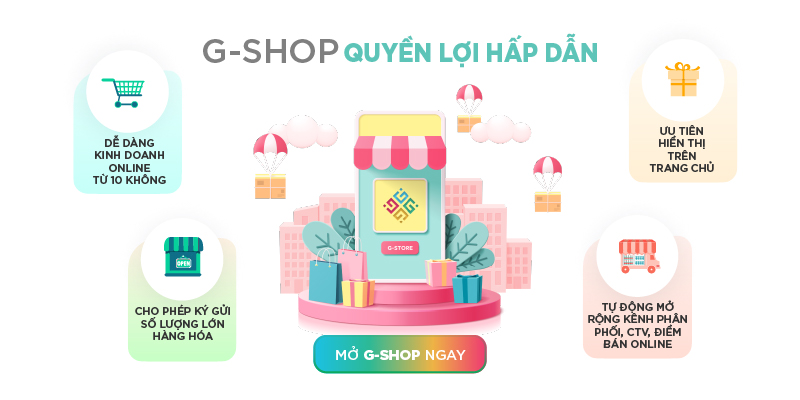 G-SHOP QUYỀN LỢI HẤP DẪN
DỄ DÀNG
KINH DOANH
ONLINE
TỪ 10 KHÔNG
ƯU TIÊN
HIỂN THỊ
TRÊN
TRANG CHỦ
G-STORE
OPEN
CHO PHÉP KÝ GỬI
SỐ LƯỢNG LỚN
HÀNG HÓA
TỰ ĐỘNG MỞ
RỘNG KÊNH PHÂN
PHỐI, CTV, ĐIỂM
BÁN ONLINE
MỞ G-SHOP NGAY